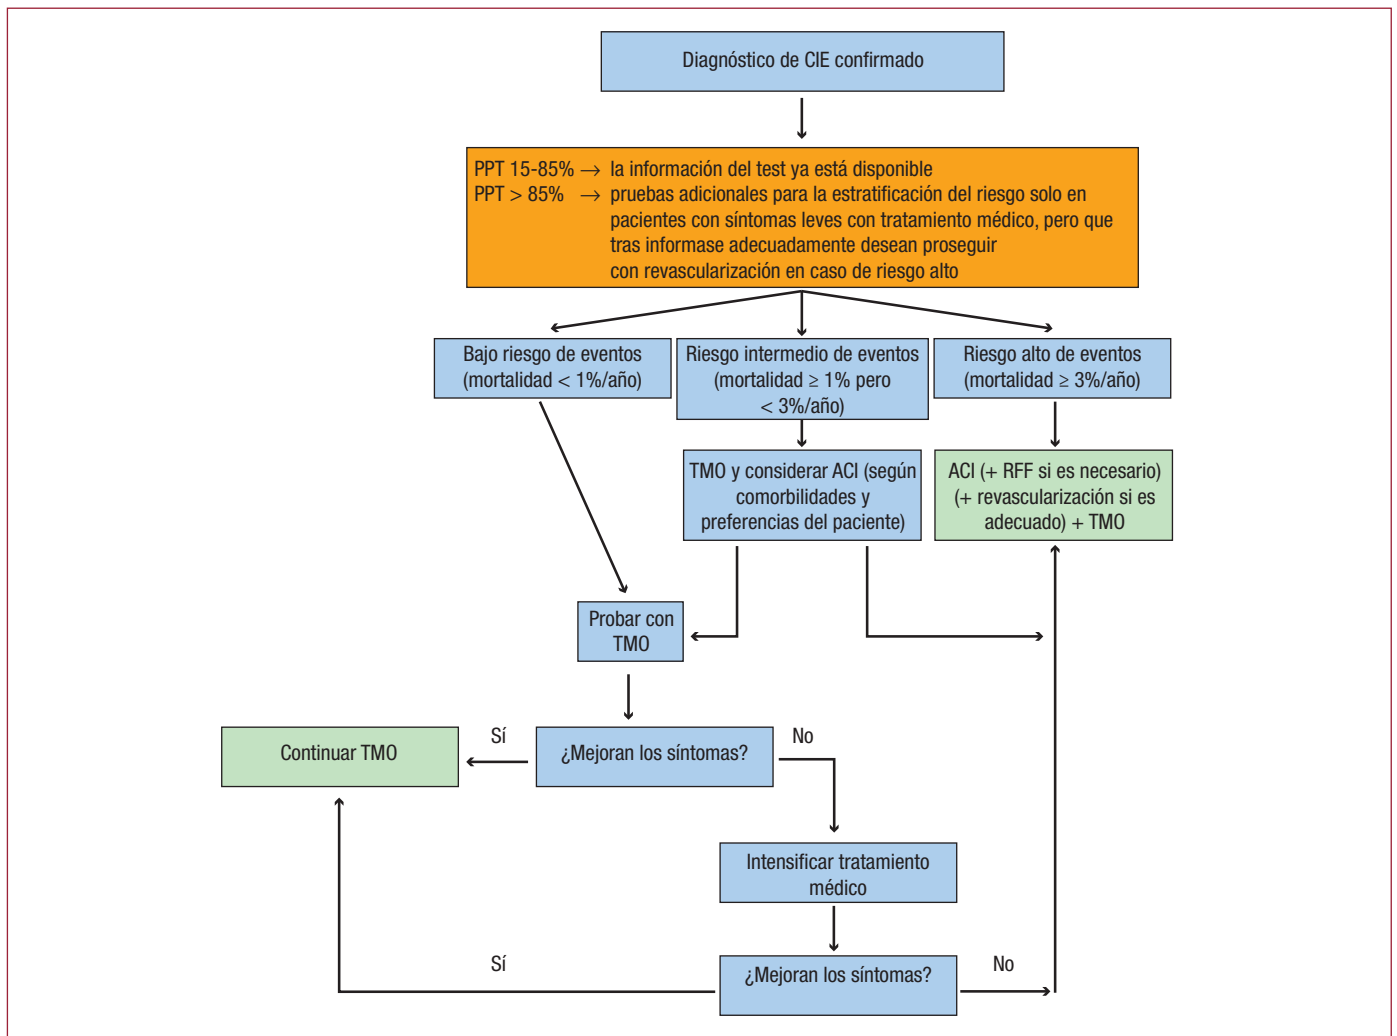 Diagnóstico de CIE confirmado
PPT 15-85% → la información del test ya está disponible
PPT > 85% → pruebas adicionales para la estratificación del riesgo solo en
pacientes con síntomas leves con tratamiento médico, pero que
tras informase adecuadamente desean proseguir
con revascularización en caso de riesgo alto
Bajo riesgo de eventos
(mortalidad < 1%/año)
Riesgo intermedio de eventos
(mortalidad ≥ 1% pero
< 3%/año)
Riesgo alto de eventos
(mortalidad ≥ 3%/año)
TMO y considerar ACI (según
comorbilidades y
preferencias del paciente)
ACI (+ RFF si es necesario)
(+ revascularización si es
adecuado) + TMO
Probar con
TMO
Continuar TMO
Sí
¿Mejoran los síntomas?
No
Intensificar tratamiento
médico
Sí
¿Mejoran los síntomas?
No